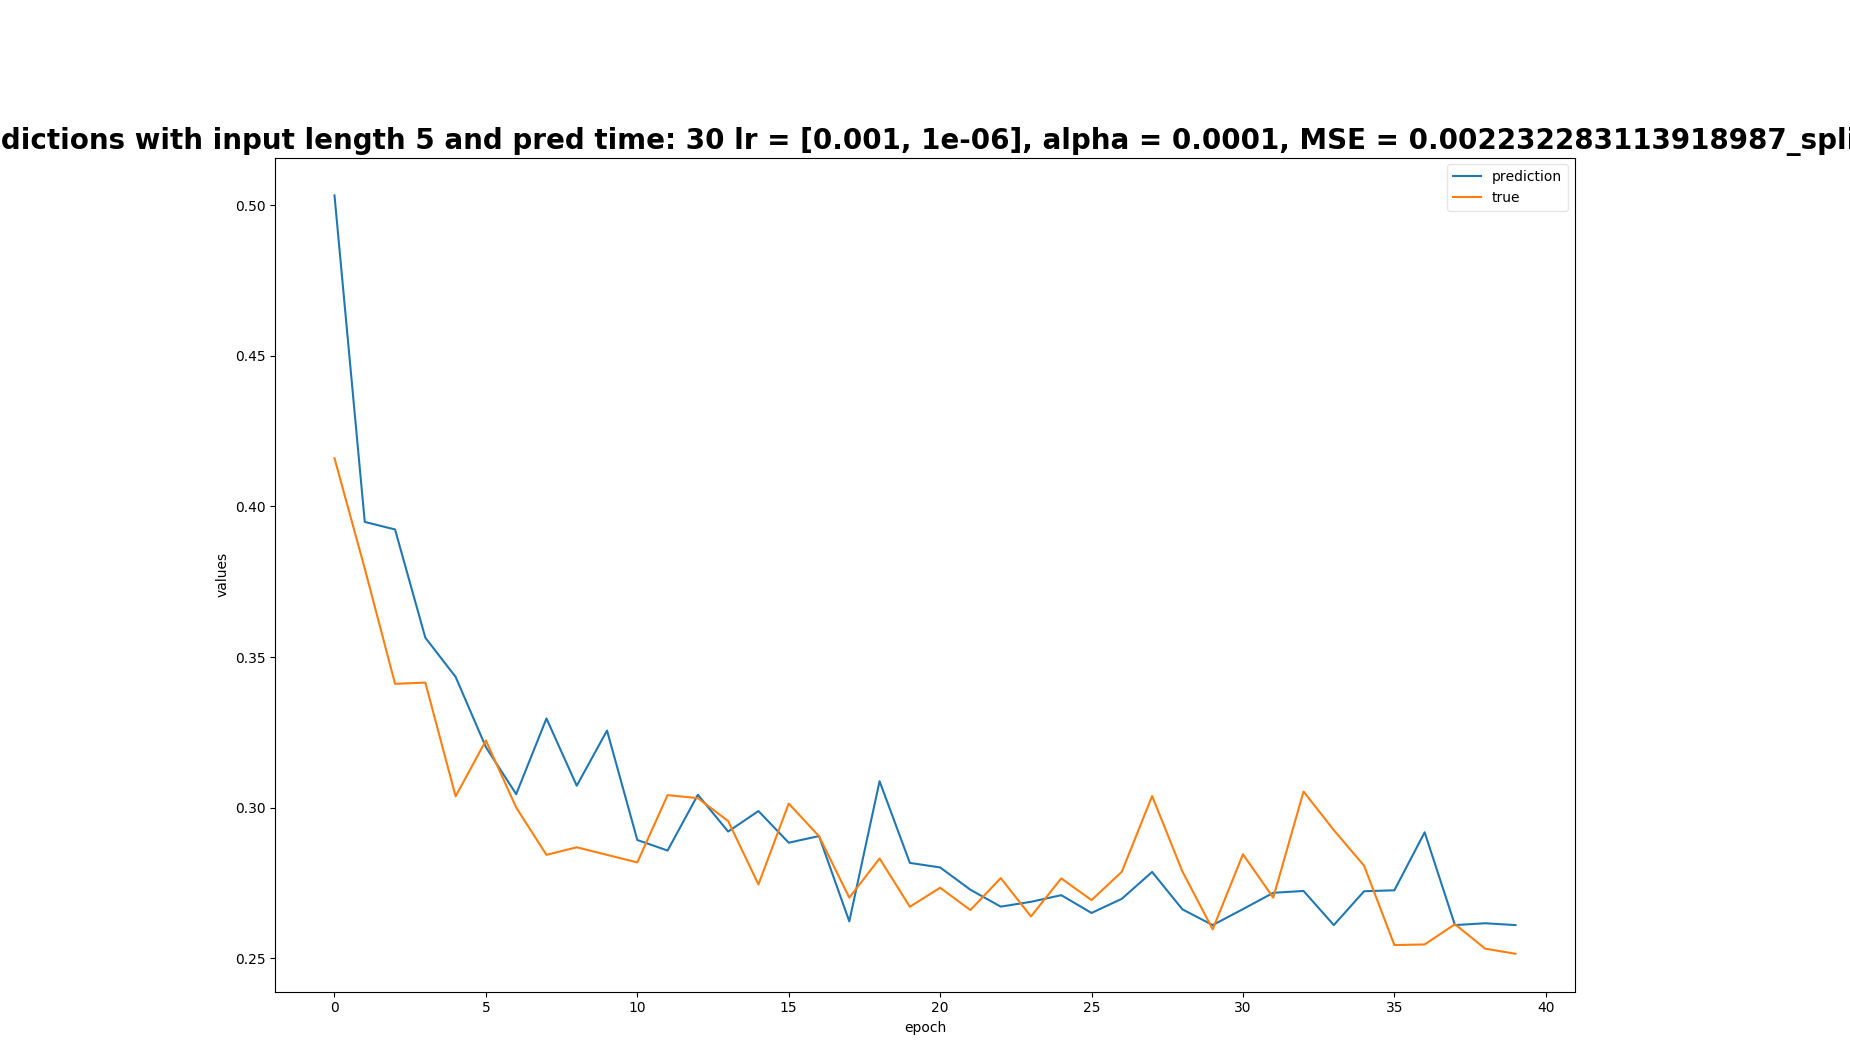 dictions with input length 5 and pred time: 30 lr = [0.001, 1e-06], alpha = 0.0001, MSE = 0.002232283113918987_spli
prediction
true
0.50
0.45
0.40
0.35
0.30
0.25
values
0 5 10 15 20 25 30 35 40
epoch